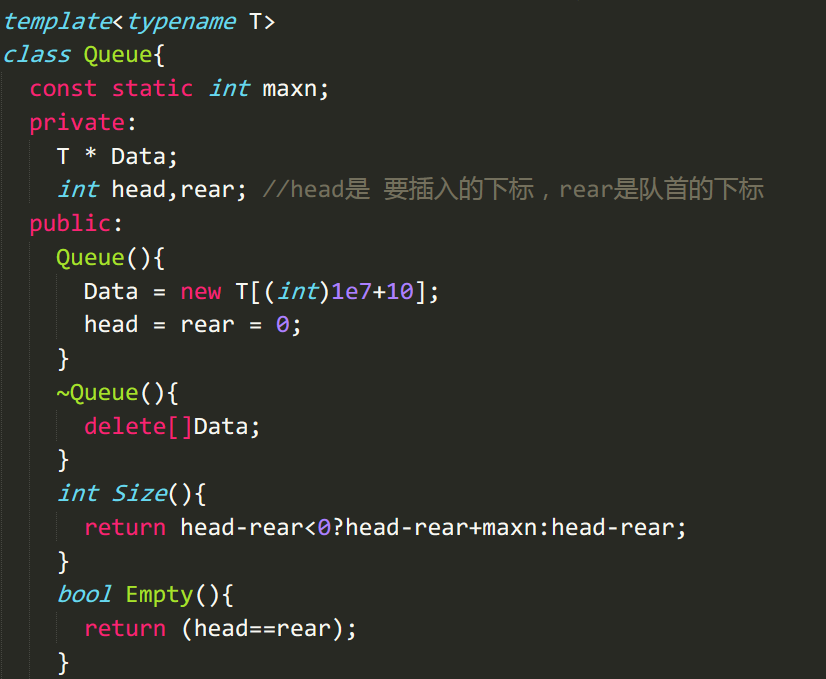 template<typename T>
class Queue{
  const static int maxn;
  private:
    T * Data;
    int head,rear; //head是 要插入的下标，rear是队首的下标
  public:
    Queue(){
      Data = new T[(int)1e7+10];
      head = rear = 0;
    }
    ~Queue(){
      delete[]Data;
    }
    int Size(){
      return head-rear<0?head-rear+maxn:head-rear;
    }
    bool Empty(){
      return (head==rear);
    }